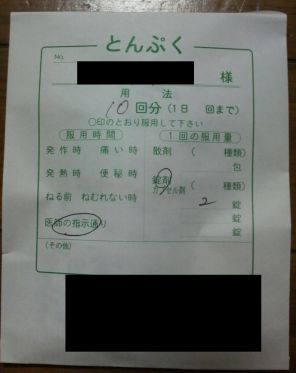 とんぷく
No.
様
用 法
10回分(1日 回まで)
○印のとおり服用して下さい
服用時間 1回の服用量
発作時 痛い時 散剤 ( 種類)
包
発熱時 便秘時 錠剤
カプセル剤 ( 種類)
ねる前 ねむれない時 2 錠
医師の指示通り 錠
錠
(その他)